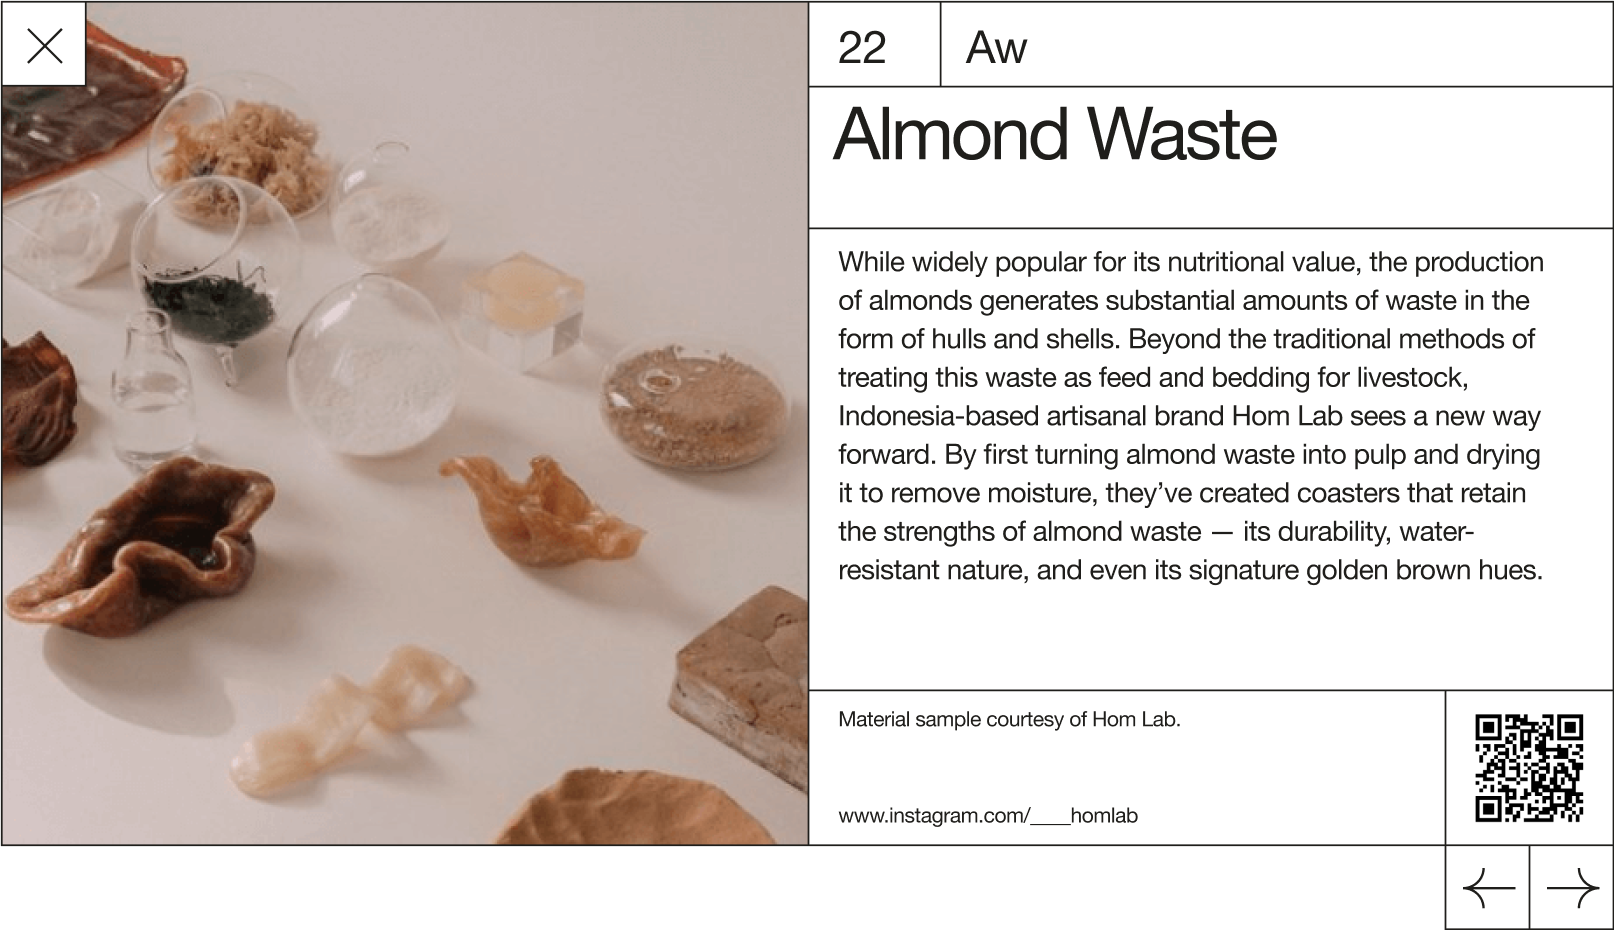 22
Aw
Almond Waste
While widely popular for its nutritional value, the production
of almonds generates substantial amounts of waste in the
form of hulls and shells. Beyond the traditional methods of
treating this waste as feed and bedding for livestock,
Indonesia-based artisanal brand Hom Lab sees a new way
forward. By first turning almond waste into pulp and drying
it to remove moisture, they’ve created coasters that retain
the strengths of almond waste — its durability, water-
resistant nature, and even its signature golden brown hues.
Material sample courtesy of Hom Lab.
www.instagram.com/____homlab